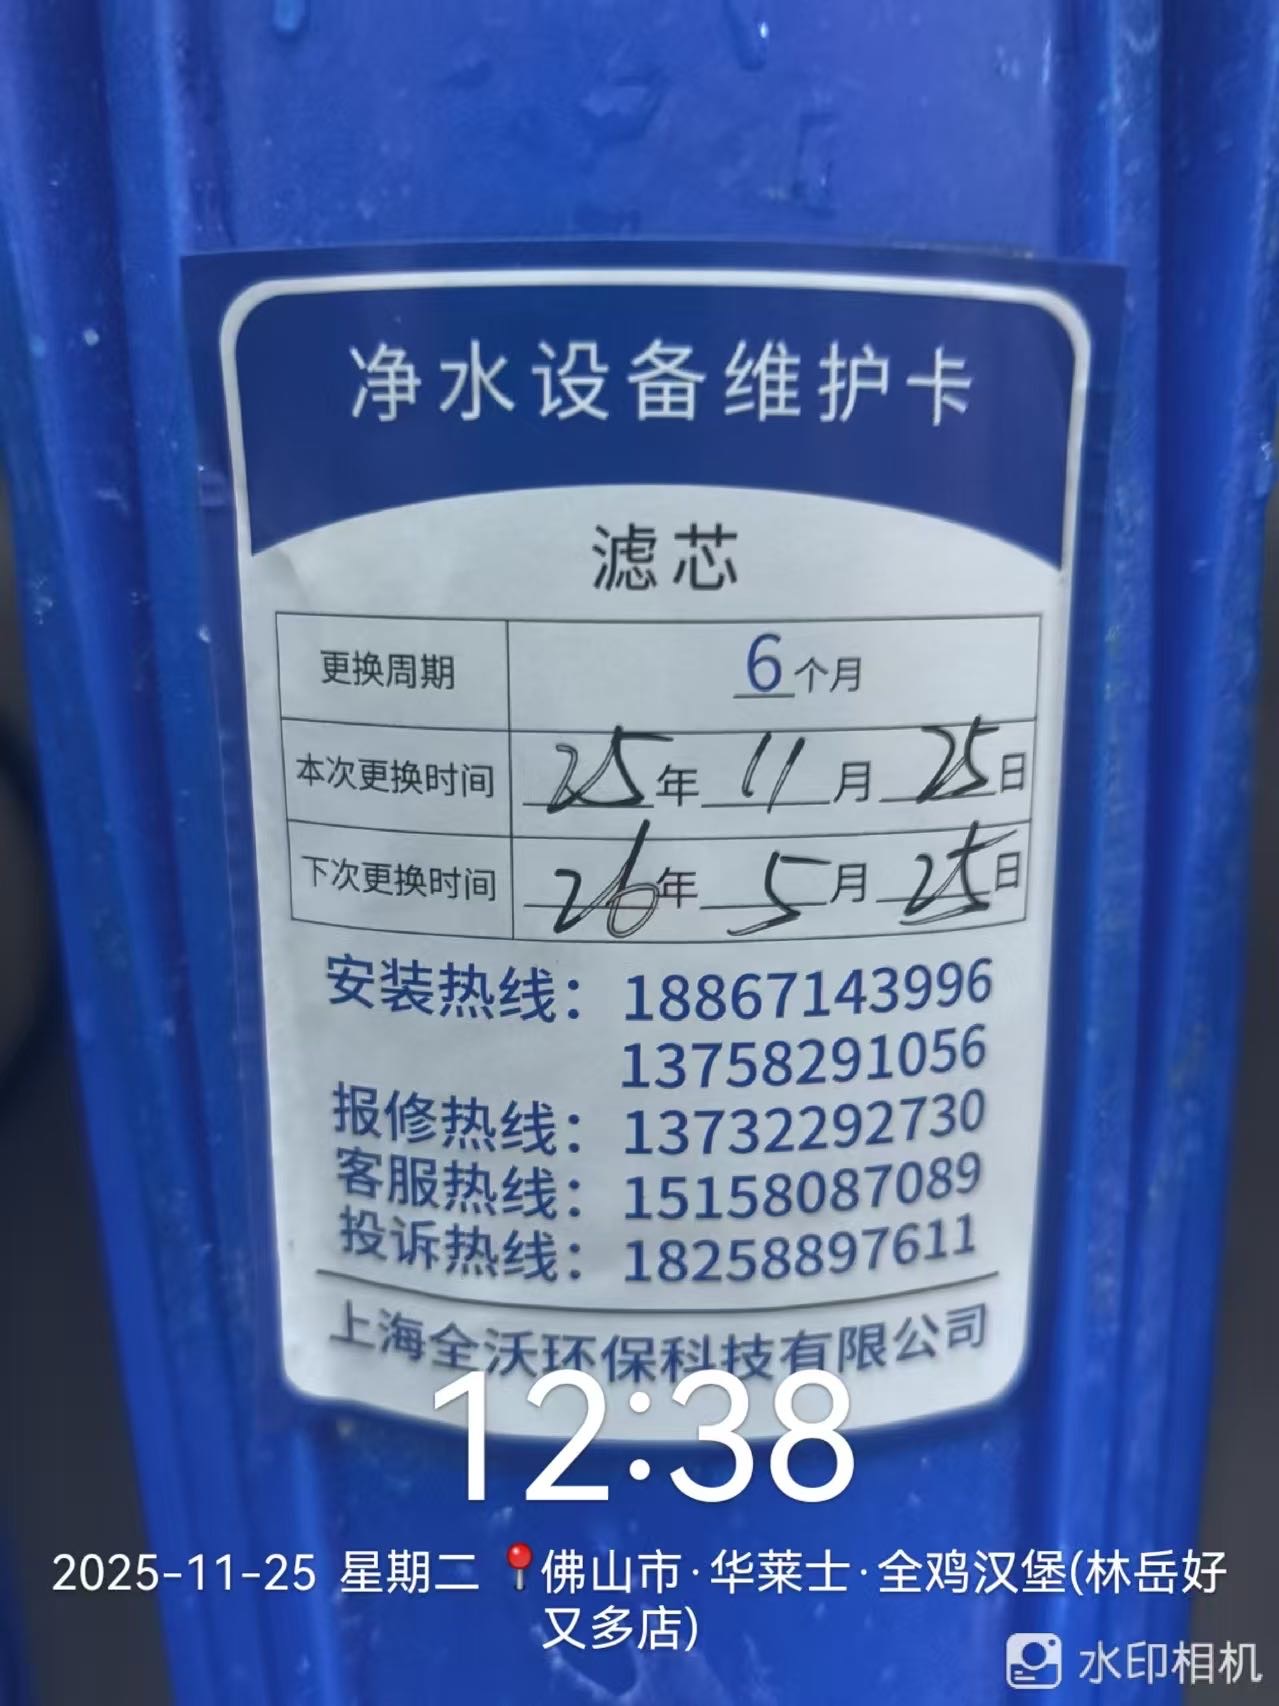 净水设备维护卡
滤芯
更换周期 6个月
本次更换时间 25年11月25日
下次更换时间 26年5月25日
安装热线：18867143996
13758291056
报修热线：13732292730
客服热线：15158087089
投诉热线：18258897611
上海全沃环保科技有限公司
12:38
2025-11-25 星期二 📍佛山市·华莱士·全鸡汉堡(林岳好
又多店)
水印相机